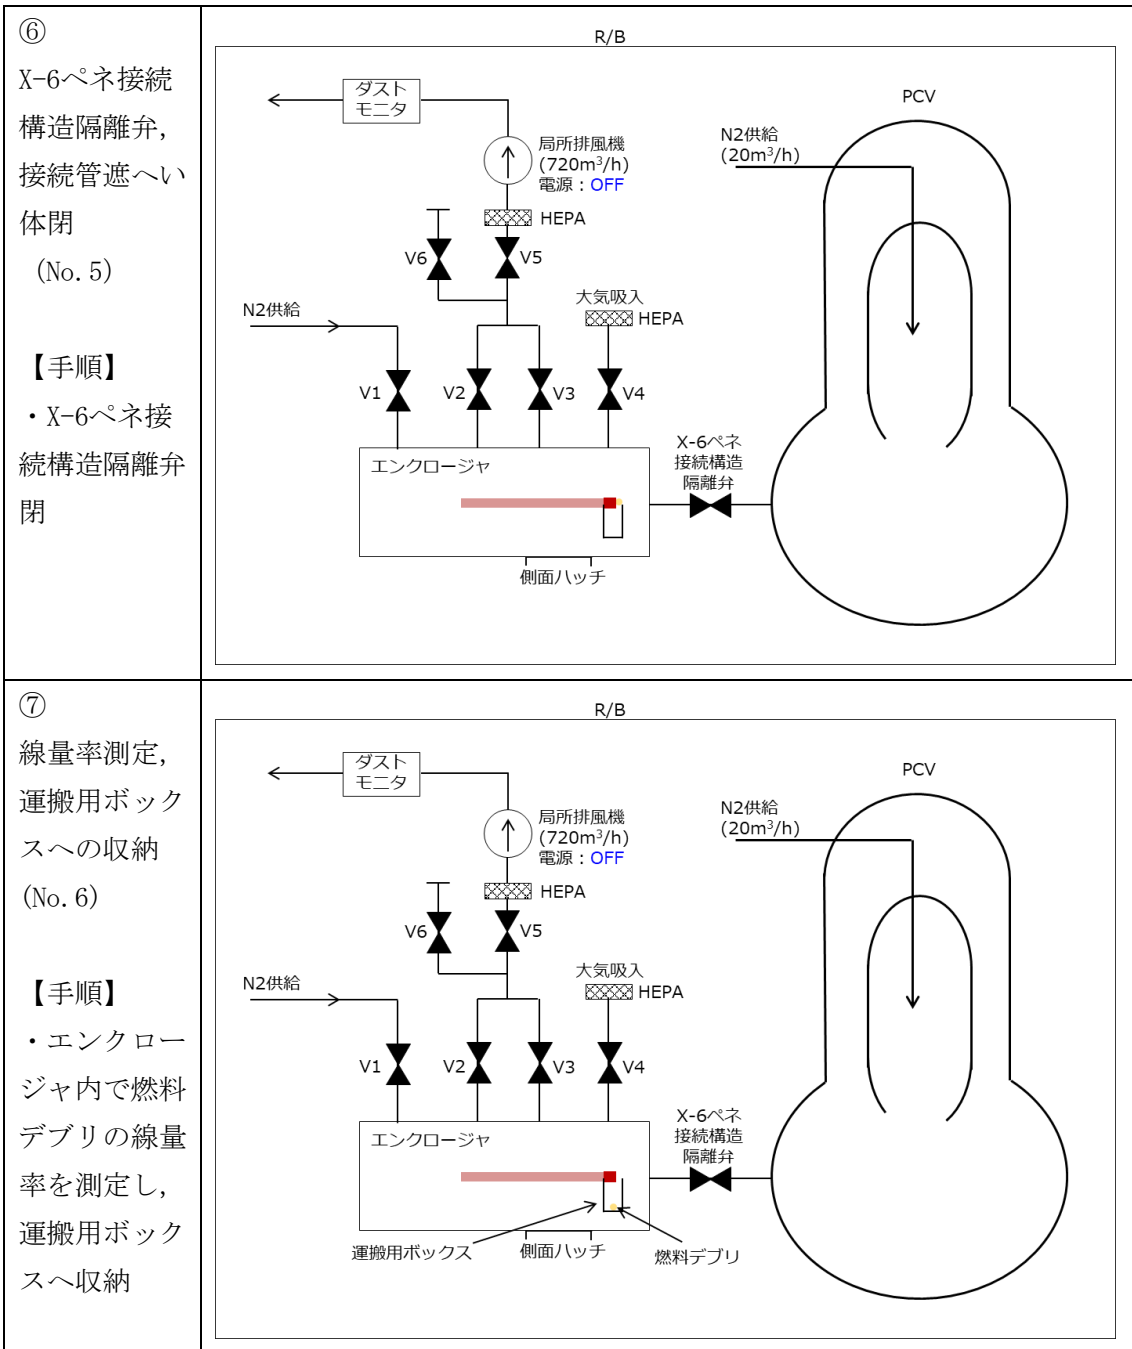 ⑥
X-6ペネ接続
構造隔離弁,
接続管遮へい
体閉
(No.5)
【手順】
・X-6ペネ接
続構造隔離弁
閉
R/B
ダスト
モニタ
PCV
N2供給
(20m³/h)
局所排風機
(720m³/h)
電源：OFF
HEPA
V6
V5
大気吸入
HEPA
N2供給
V1
V2
V3
V4
X-6ペネ
接続構造
隔離弁
エンクロージャ
側面ハッチ
⑦
線量率測定,
運搬用ボック
スへの収納
(No.6)
【手順】
・エンクロー
ジャ内で燃料
デブリの線量
率を測定し,
運搬用ボック
スへ収納
R/B
ダスト
モニタ
PCV
N2供給
(20m³/h)
局所排風機
(720m³/h)
電源：OFF
HEPA
V6
V5
大気吸入
HEPA
N2供給
V1
V2
V3
V4
X-6ペネ
接続構造
隔離弁
エンクロージャ
運搬用ボックス
側面ハッチ
燃料デブリ